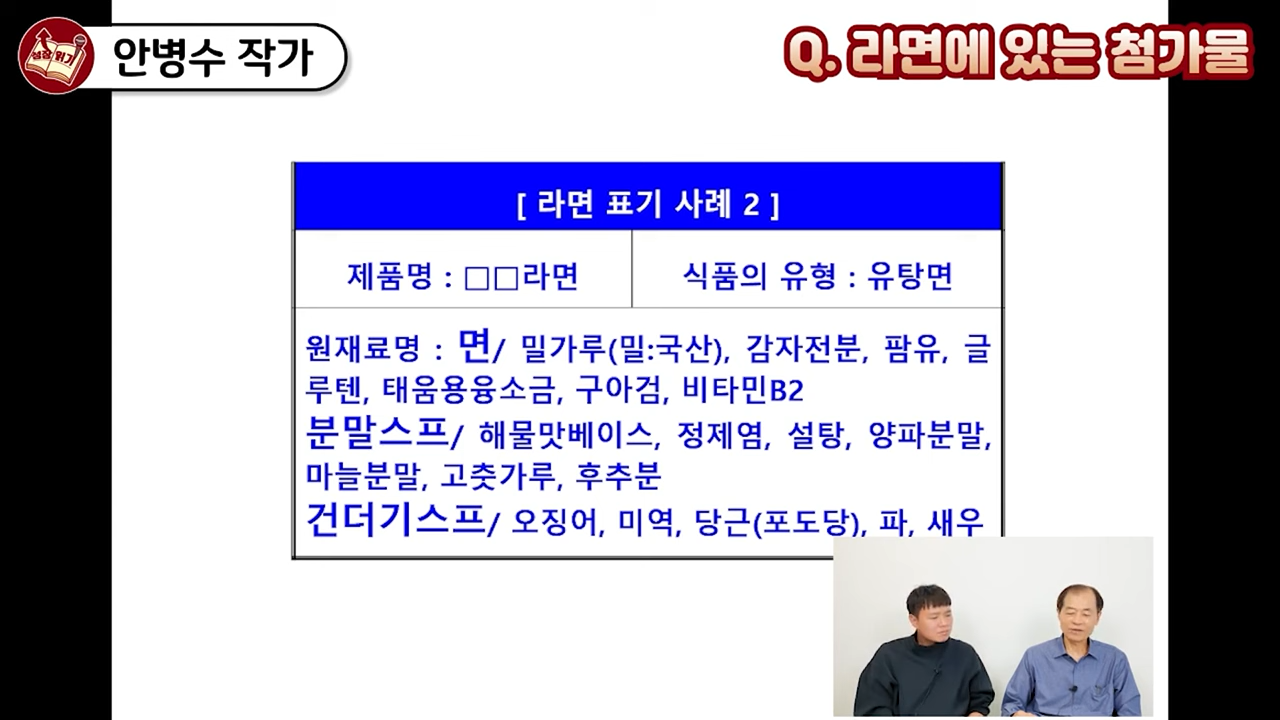 성장 읽기
안병수 작가
Q. 라면에 있는 첨가물
[ 라면 표기 사례 2 ]
제품명 : □□라면
식품의 유형 : 유탕면
원재료명 : 면/ 밀가루(밀:국산), 감자전분, 팜유, 글
루텐, 태움용융소금, 구아검, 비타민B2
분말스프/ 해물맛베이스, 정제염, 설탕, 양파분말,
마늘분말, 고춧가루, 후추분
건더기스프/ 오징어, 미역, 당근(포도당), 파, 새우